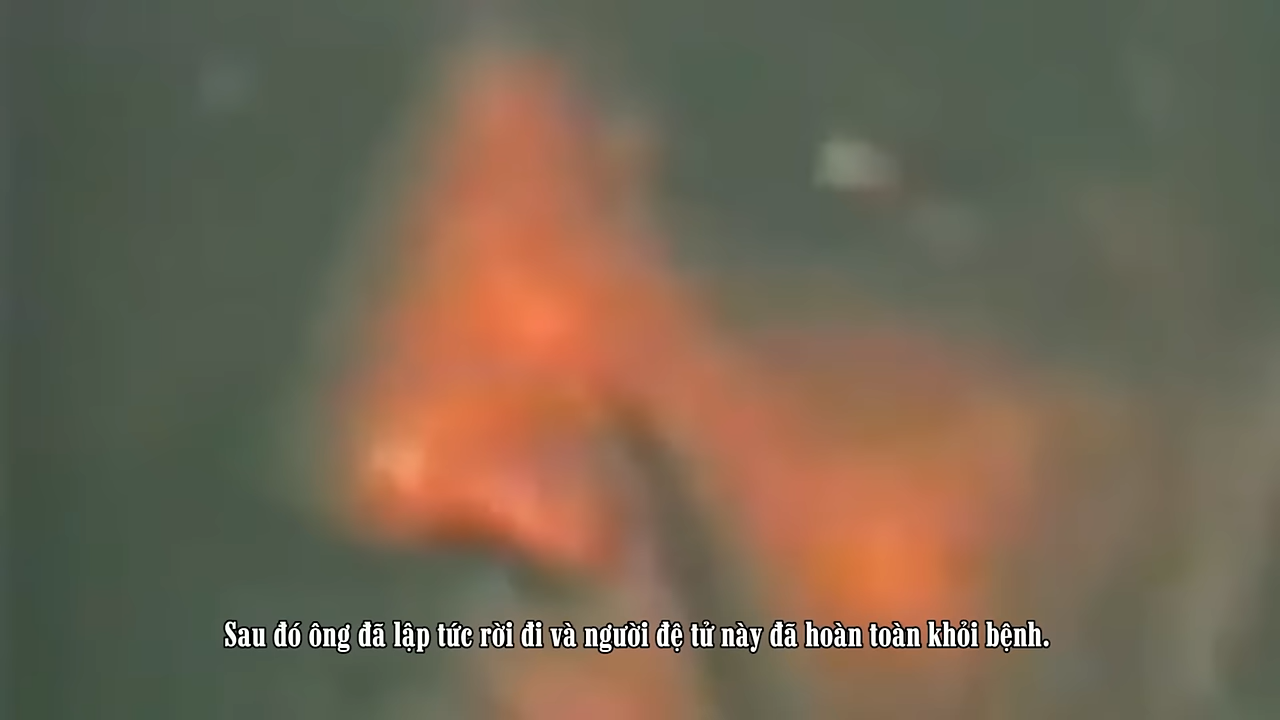 Sau đó ông đã lập tức rời đi và người đệ tử này đã hoàn toàn khỏi bệnh.